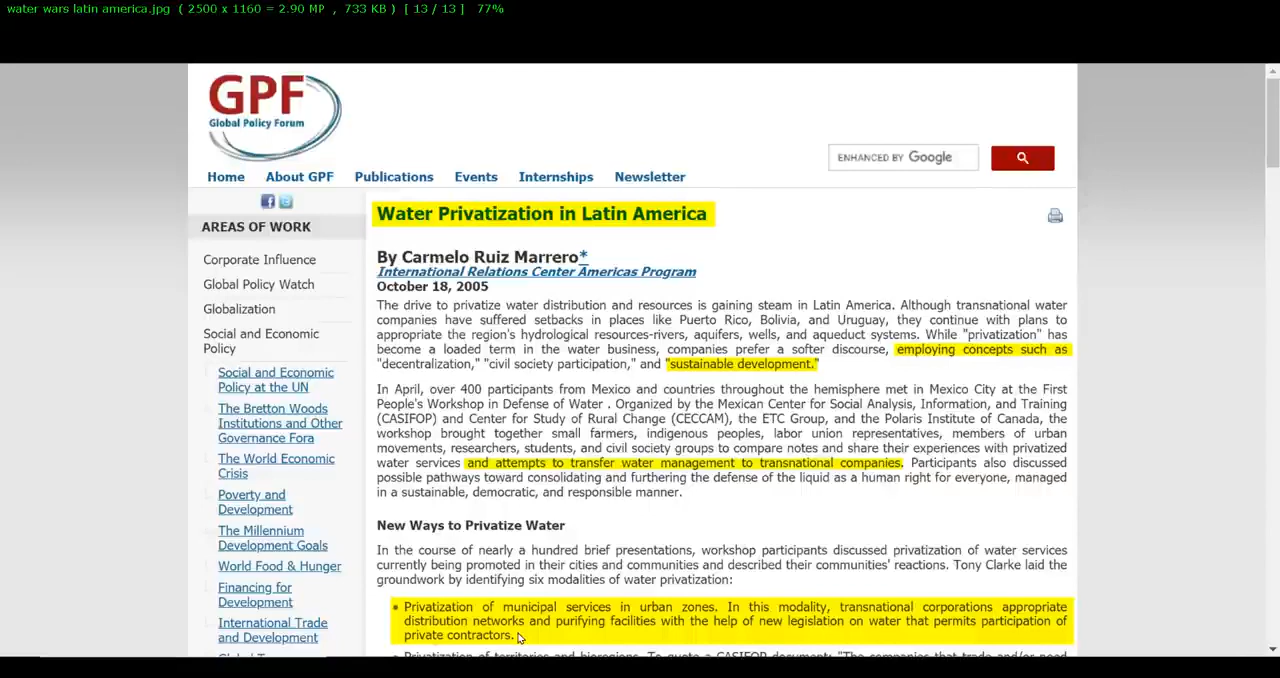 water wars latin america.jpg ( 2500 x 1160 = 2.90 MP , 733 KB ) [ 13 / 13 ] 77%
GPF
Global Policy Forum
ENHANCED BY Google
Home About GPF Publications Events Internships Newsletter
AREAS OF WORK
Corporate Influence
Global Policy Watch
Globalization
Social and Economic
Policy
Social and Economic
Policy at the UN
The Bretton Woods
Institutions and Other
Governance Fora
The World Economic
Crisis
Poverty and
Development
The Millennium
Development Goals
World Food & Hunger
Financing for
Development
International Trade
and Development
Water Privatization in Latin America
By Carmelo Ruiz Marrero*
International Relations Center Americas Program
October 18, 2005
The drive to privatize water distribution and resources is gaining steam in Latin America. Although transnational water
companies have suffered setbacks in places like Puerto Rico, Bolivia, and Uruguay, they continue with plans to
appropriate the region's hydrological resources-rivers, aquifers, wells, and aqueduct systems. While "privatization" has
become a loaded term in the water business, companies prefer a softer discourse, employing concepts such as
"decentralization," "civil society participation," and "sustainable development."
In April, over 400 participants from Mexico and countries throughout the hemisphere met in Mexico City at the First
People's Workshop in Defense of Water . Organized by the Mexican Center for Social Analysis, Information, and Training
(CASIFOP) and Center for Study of Rural Change (CECCAM), the ETC Group, and the Polaris Institute of Canada, the
workshop brought together small farmers, indigenous peoples, labor union representatives, members of urban
movements, researchers, students, and civil society groups to compare notes and share their experiences with privatized
water services and attempts to transfer water management to transnational companies. Participants also discussed
possible pathways toward consolidating and furthering the defense of the liquid as a human right for everyone, managed
in a sustainable, democratic, and responsible manner.
New Ways to Privatize Water
In the course of nearly a hundred brief presentations, workshop participants discussed privatization of water services
currently being promoted in their cities and communities and described their communities' reactions. Tony Clarke laid the
groundwork by identifying six modalities of water privatization:
• Privatization of municipal services in urban zones. In this modality, transnational corporations appropriate
distribution networks and purifying facilities with the help of new legislation on water that permits participation of
private contractors.
• Privatization of territories and bioregions. To quote a CASIFOP document: "The companies that trade and/or need